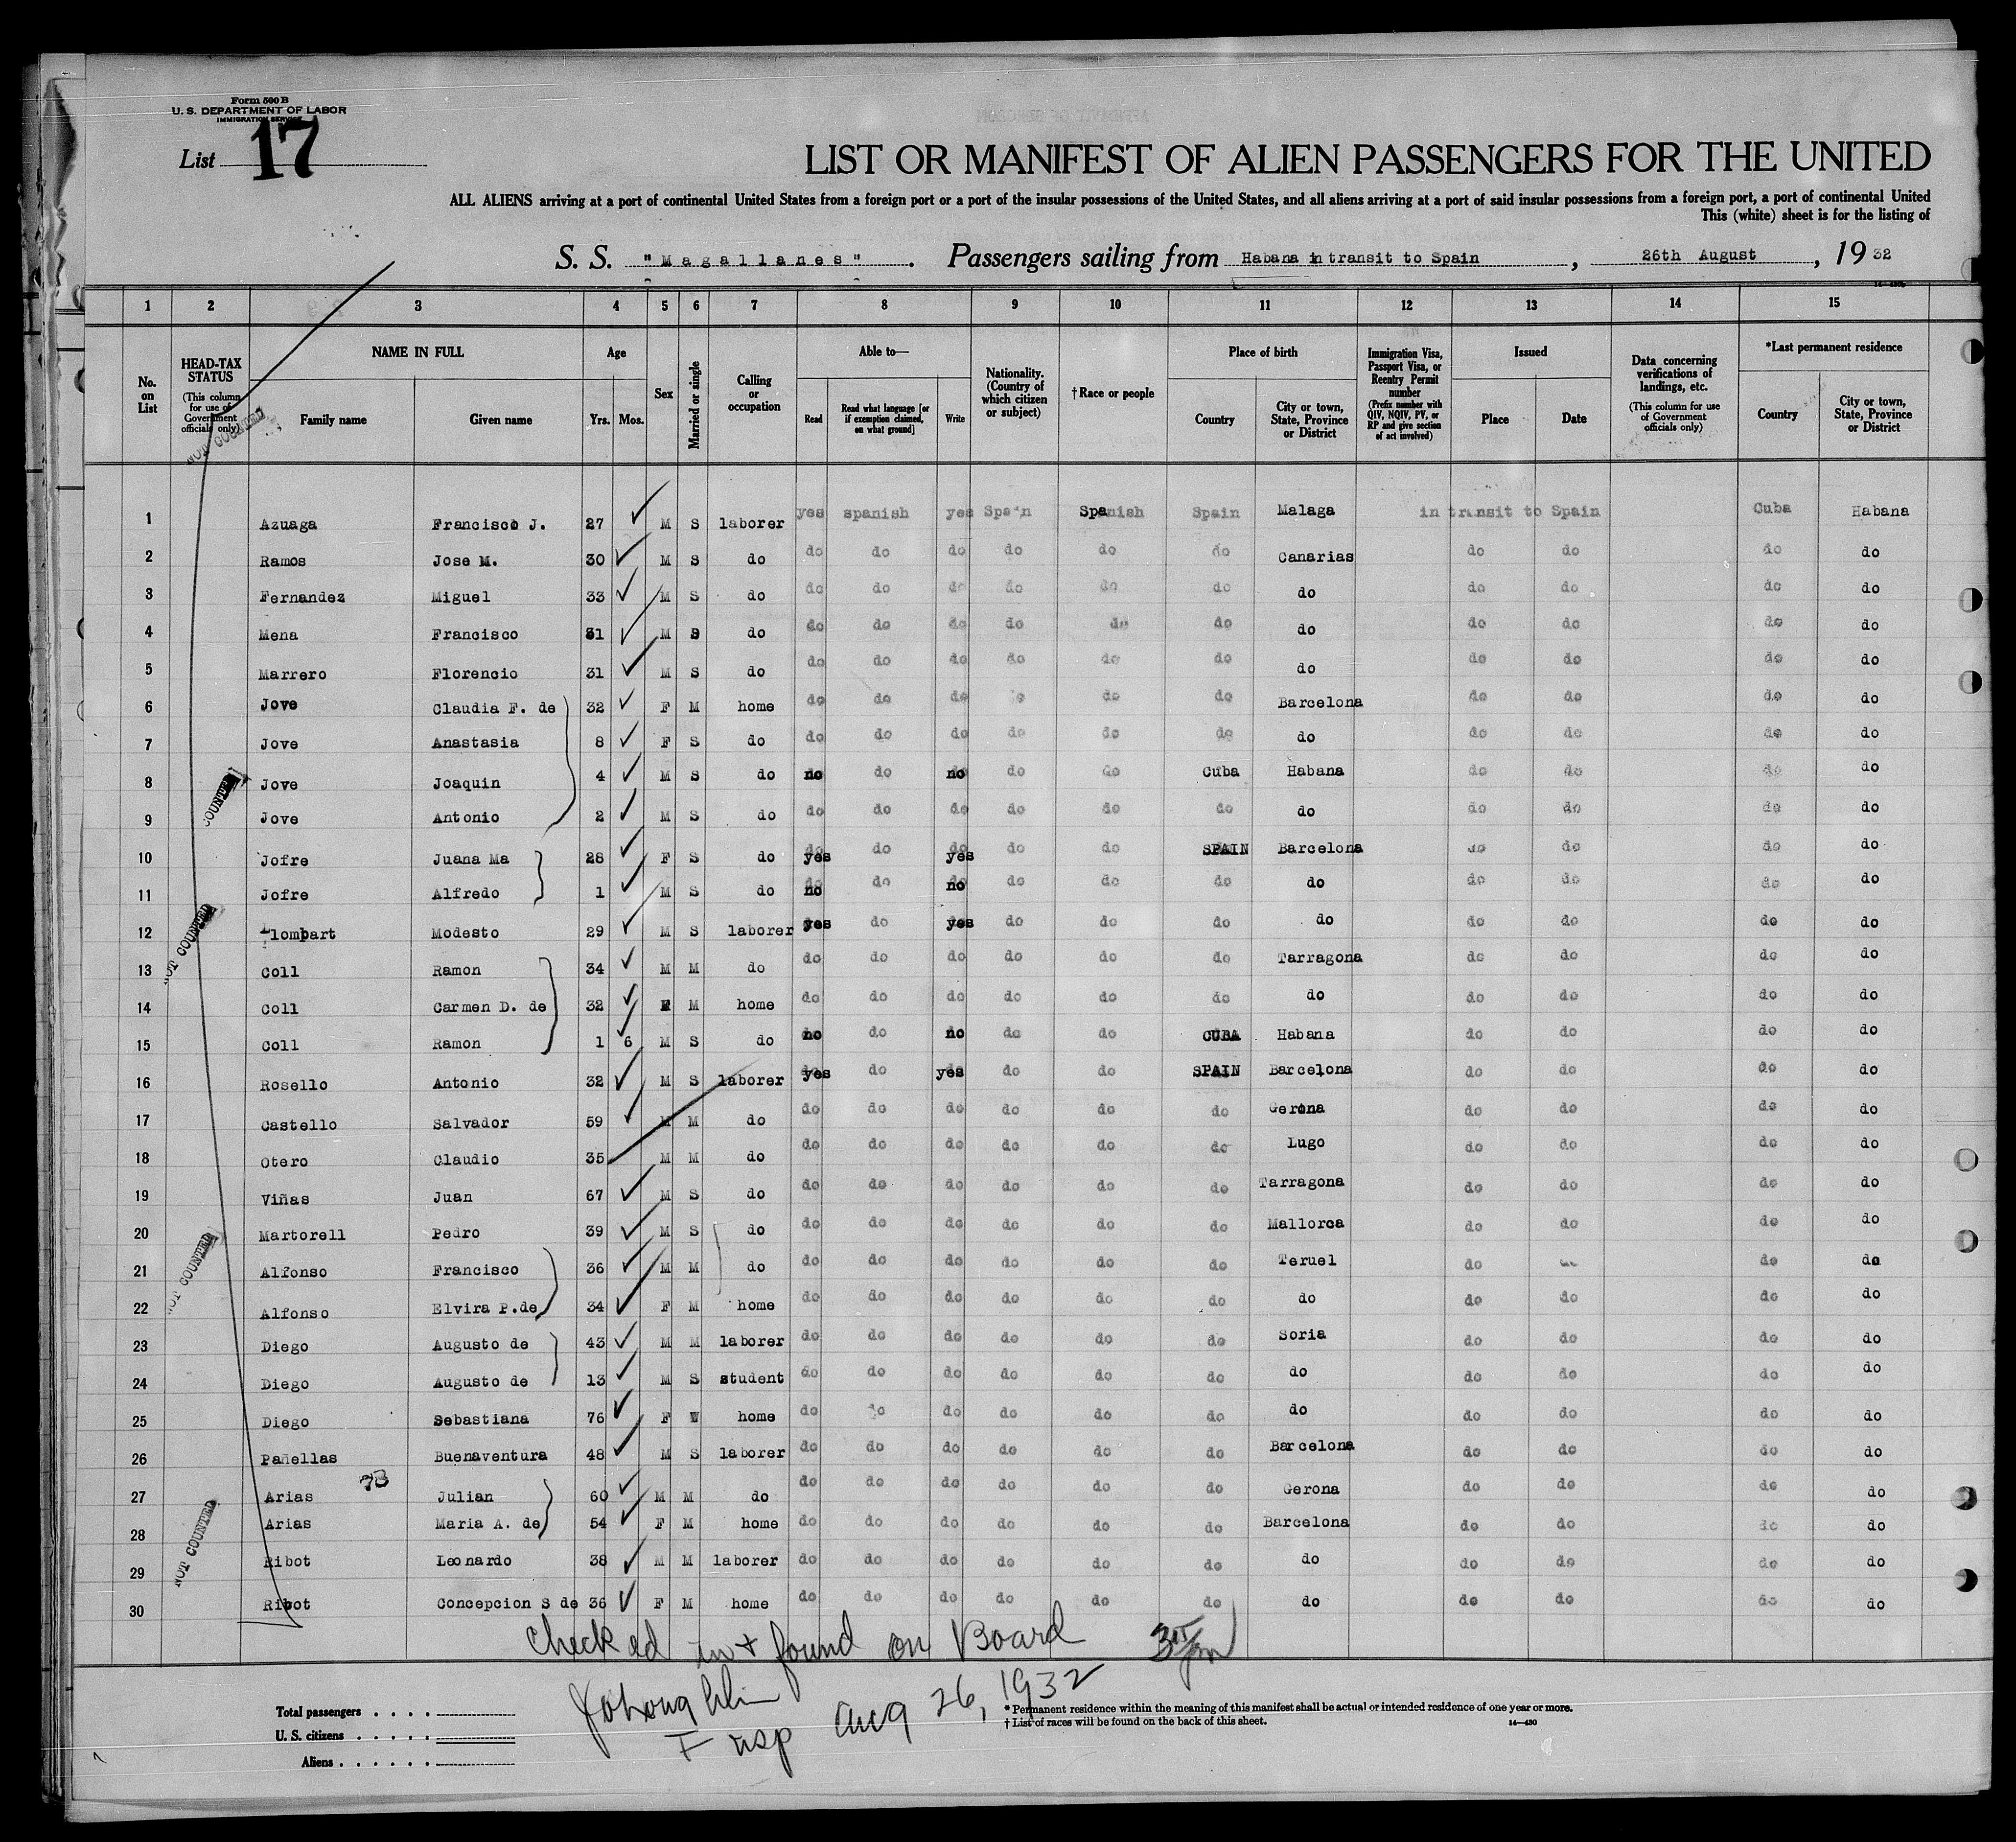 Form 500 B
U. S. DEPARTMENT OF LABOR
IMMIGRATION SERVICE
List 17
LIST OR MANIFEST OF ALIEN PASSENGERS FOR THE UNITED
ALL ALIENS arriving at a port of continental United States from a foreign port or a port of the insular possessions of the United States, and all aliens arriving at a port of said insular possessions from a foreign port, a port of continental United
This (white) sheet is for the listing of
S. S. "Magallanes". Passengers sailing from Habana in transit to Spain, 26th August, 1932
1 2 3 4 5 6 7 8 9 10 11 12 13 14 15
No. on List
HEAD-TAX STATUS (This column for use of Government officials only)
NAME IN FULL Family name Given name
Age Yrs. Mos.
Sex
Married or single
Calling or occupation
Able to— Read Read what language [or if exemption claimed, on what ground] Write
Nationality. (Country of which citizen or subject)
†Race or people
Place of birth Country City or town, State, Province or District
Immigration Visa, Passport Visa, or Reentry Permit number (Prefix number with QIV, NQIV, PV, or RP and give section of act involved)
Issued Place Date
Data concerning verifications of landings, etc. (This column for use of Government officials only)
*Last permanent residence Country City or town, State, Province or District
1 Azuaga Francisco J. 27 M S laborer yes spanish yes Spain Spanish Spain Malaga in transit to Spain Cuba Habana
2 Ramos Jose M. 30 M S do do do do do do do Canarias do do do do
3 Fernandez Miguel 33 M S do do do do do do do do do do do do
4 Mena Francisco 31 M S do do do do do do do do do do do do
5 Marrero Florencio 31 M S do do do do do do do do do do do do
6 Jove Claudia F. de 32 F M home do do do do do Barcelona do do do do
7 Jove Anastasia 8 F S do do do do do do do do do do do do
8 Jove Joaquin 4 M S do no do no do do Cuba Habana do do do do
9 Jove Antonio 2 M S do do do do do do do do do do do do
10 Jofre Juana Ma 28 F S do yes do yes do do SPAIN Barcelona do do do do
11 Jofre Alfredo 1 M S do no do no do do do do do do do do
12 Llompart Modesto 29 M S laborer yes do yes do do do do do do do do
13 Coll Ramon 34 M M do do do do do do do Tarragona do do do do
14 Coll Carmen D. de 32 F M home do do do do do do do do do do do
15 Coll Ramon 1 6 M S do no do no do do CUBA Habana do do do do
16 Rosello Antonio 32 M S laborer yes do yes do do SPAIN Barcelona do do do do
17 Castello Salvador 59 M M do do do do do do do Gerona do do do do
18 Otero Claudio 35 M M do do do do do do do Lugo do do do do
19 Viñas Juan 67 M S do do do do do do do Tarragona do do do do
20 Martorell Pedro 39 M S do do do do do do do Mallorca do do do do
21 Alfonso Francisco 36 M M do do do do do do do Teruel do do do do
22 Alfonso Elvira P.de 34 F M home do do do do do do do do do do do
23 Diego Augusto de 43 M M laborer do do do do do do Soria do do do do
24 Diego Augusto de 13 M S student do do do do do do do do do do do
25 Diego Sebastiana 76 F W home do do do do do do do do do do do
26 Pañellas Buenaventura 48 M S laborer do do do do do do Barcelona do do do do
27 Arias Julian 60 M M do do do do do do do Gerona do do do do
28 Arias Maria A. de 54 F M home do do do do do do Barcelona do do do do
29 Ribot Leonardo 38 M M laborer do do do do do do do do do do do
30 Ribot Concepcion S de 36 F M home do do do do do do do do do do do
NOT COUNTED
COUNTED
NOT COUNTED
NOT COUNTED
NOT COUNTED
Checked in & found on Board
Insp Aug 26, 1932
Total passengers
U. S. citizens
Aliens
* Permanent residence within the meaning of this manifest shall be actual or intended residence of one year or more.
† List of races will be found on the back of this sheet.
14—430